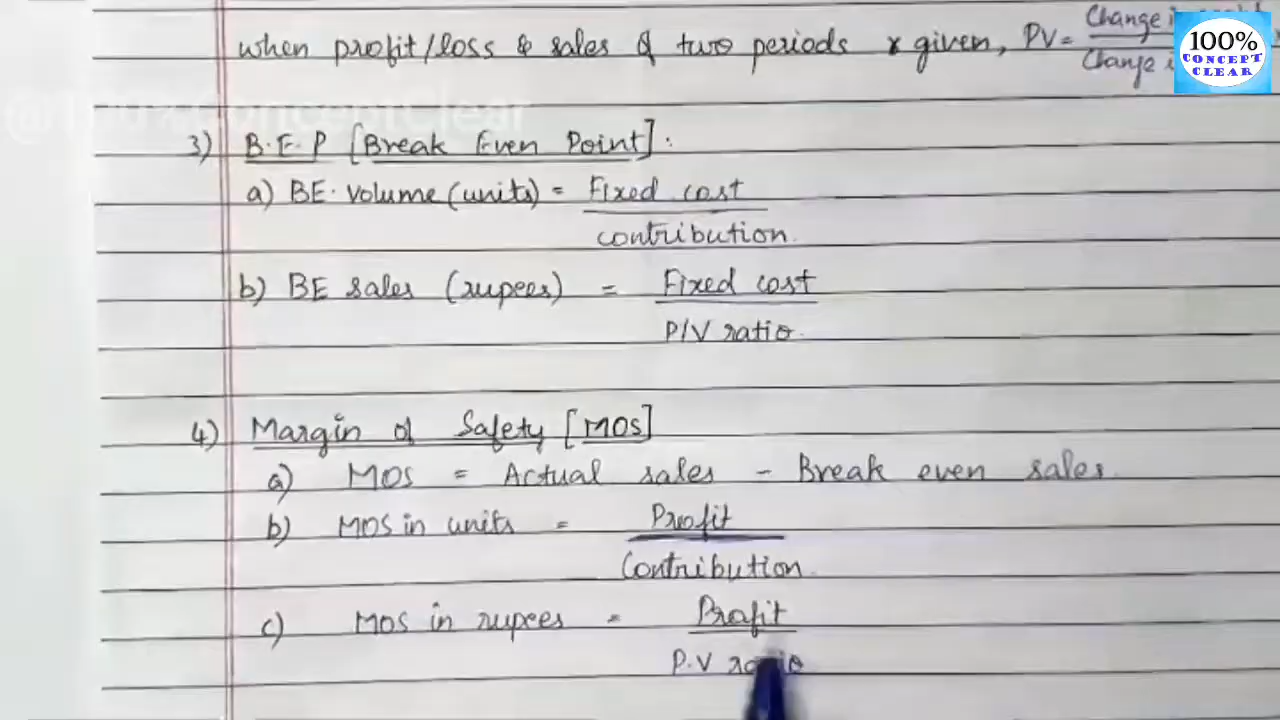 Change i
when profit/loss & sales of two periods r given, PV =
Change i
100%
CONCEPT
CLEAR
3) B.E.P [Break Even Point].
a) BE. Volume (units) = Fixed cost
contribution.
b) BE sales (rupees) = Fixed cost
P/V ratio.
4) Margin of Safety [MOS]
a) MOS = Actual sales - Break even sales.
b) MOS in units = Profit
Contribution.
c) MOS in rupees = Profit
P.V ratio